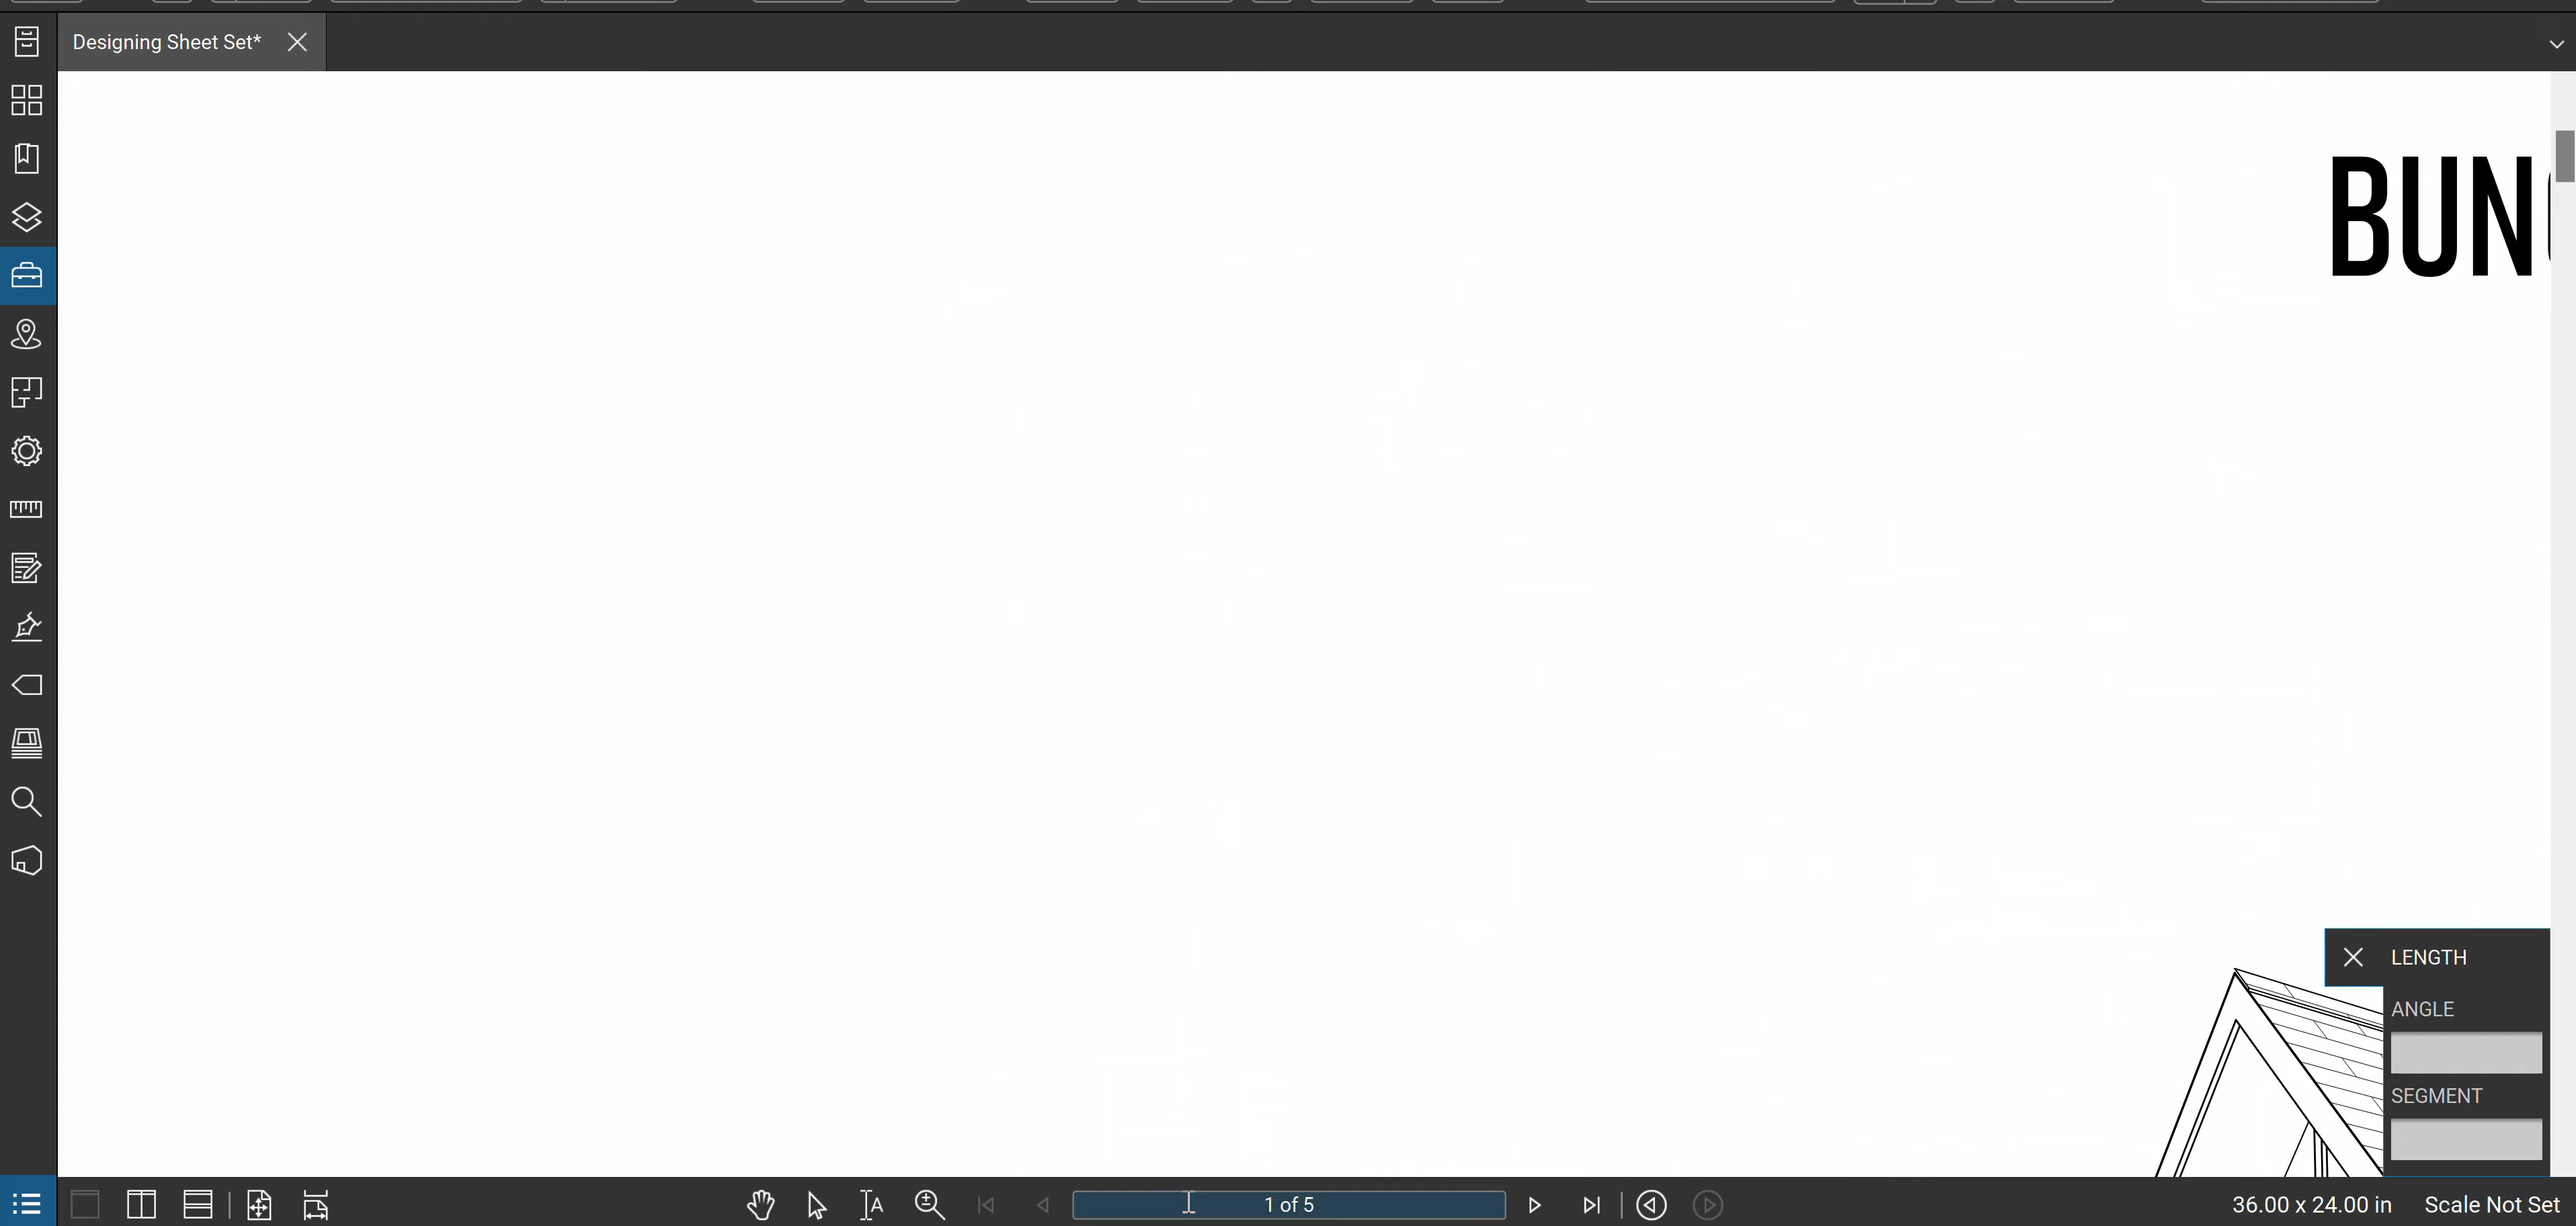 Designing Sheet Set*
BUN
LENGTH
ANGLE
SEGMENT
A
1 of 5
36.00 x 24.00 in
Scale Not Set